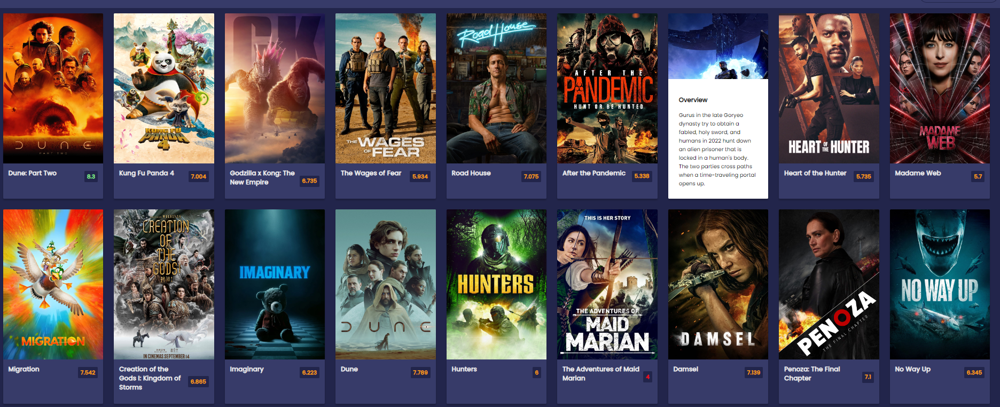 GK
Road House
AFTER THE
PANDEMIC
HUNT OR BE HUNTED
DUNE
PART TWO
KUNG FU
PANDA
4
THE WAGES
OF FEAR
HEART OF THE HUNTER
MADAME
WEB
Dune: Part Two
8.3
Kung Fu Panda 4
7.004
Godzilla x Kong: The
New Empire
6.735
The Wages of Fear
5.934
Road House
7.075
After the Pandemic
5.338
Overview
Gurus in the late Goryeo
dynasty try to obtain a
fabled, holy sword, and
humans in 2022 hunt down
an alien prisoner that is
locked in a human's body.
The two parties cross paths
when a time-traveling portal
opens up.
Heart of the Hunter
5.735
Madame Web
5.7
MIGRATION
CREATION
OF
THE
GODS I
IN CINEMAS SEPTEMBER 14
IMAGINARY
DUNE
HUNTERS
THIS IS HER STORY
THE ADVENTURES OF
MAID
MARIAN
DAMSEL
PENOZA
THE FINAL CHAPTER
NO WAY UP
Migration
7.542
Creation of the
Gods I: Kingdom of
Storms
6.865
Imaginary
6.223
Dune
7.789
Hunters
6
The Adventures of Maid
Marian
4
Damsel
7.139
Penoza: The Final
Chapter
7.1
No Way Up
6.345